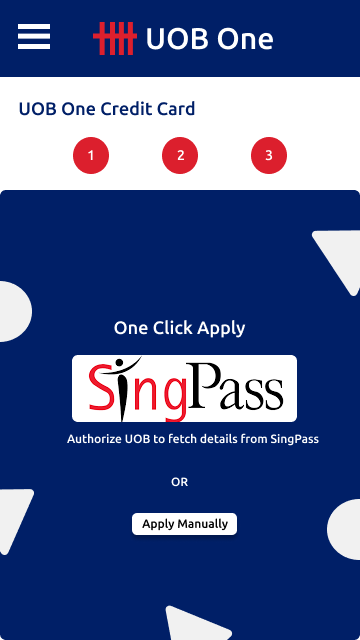 UOB One
UOB One Credit Card
1 2 3
One Click Apply
SingPass
Authorize UOB to fetch details from SingPass
OR
Apply Manually